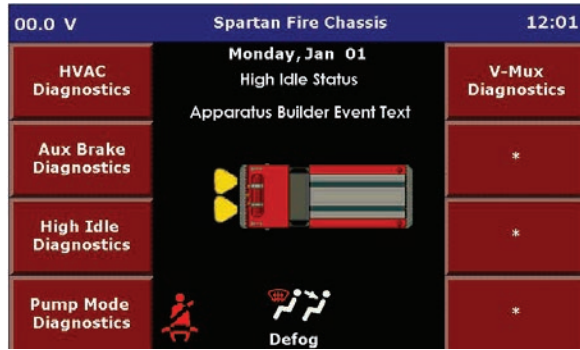 00.0 V
Spartan Fire Chassis
12:01
Monday, Jan 01
High Idle Status
Apparatus Builder Event Text
HVAC
Diagnostics
Aux Brake
Diagnostics
High Idle
Diagnostics
Pump Mode
Diagnostics
V-Mux
Diagnostics
*
*
*
Defog